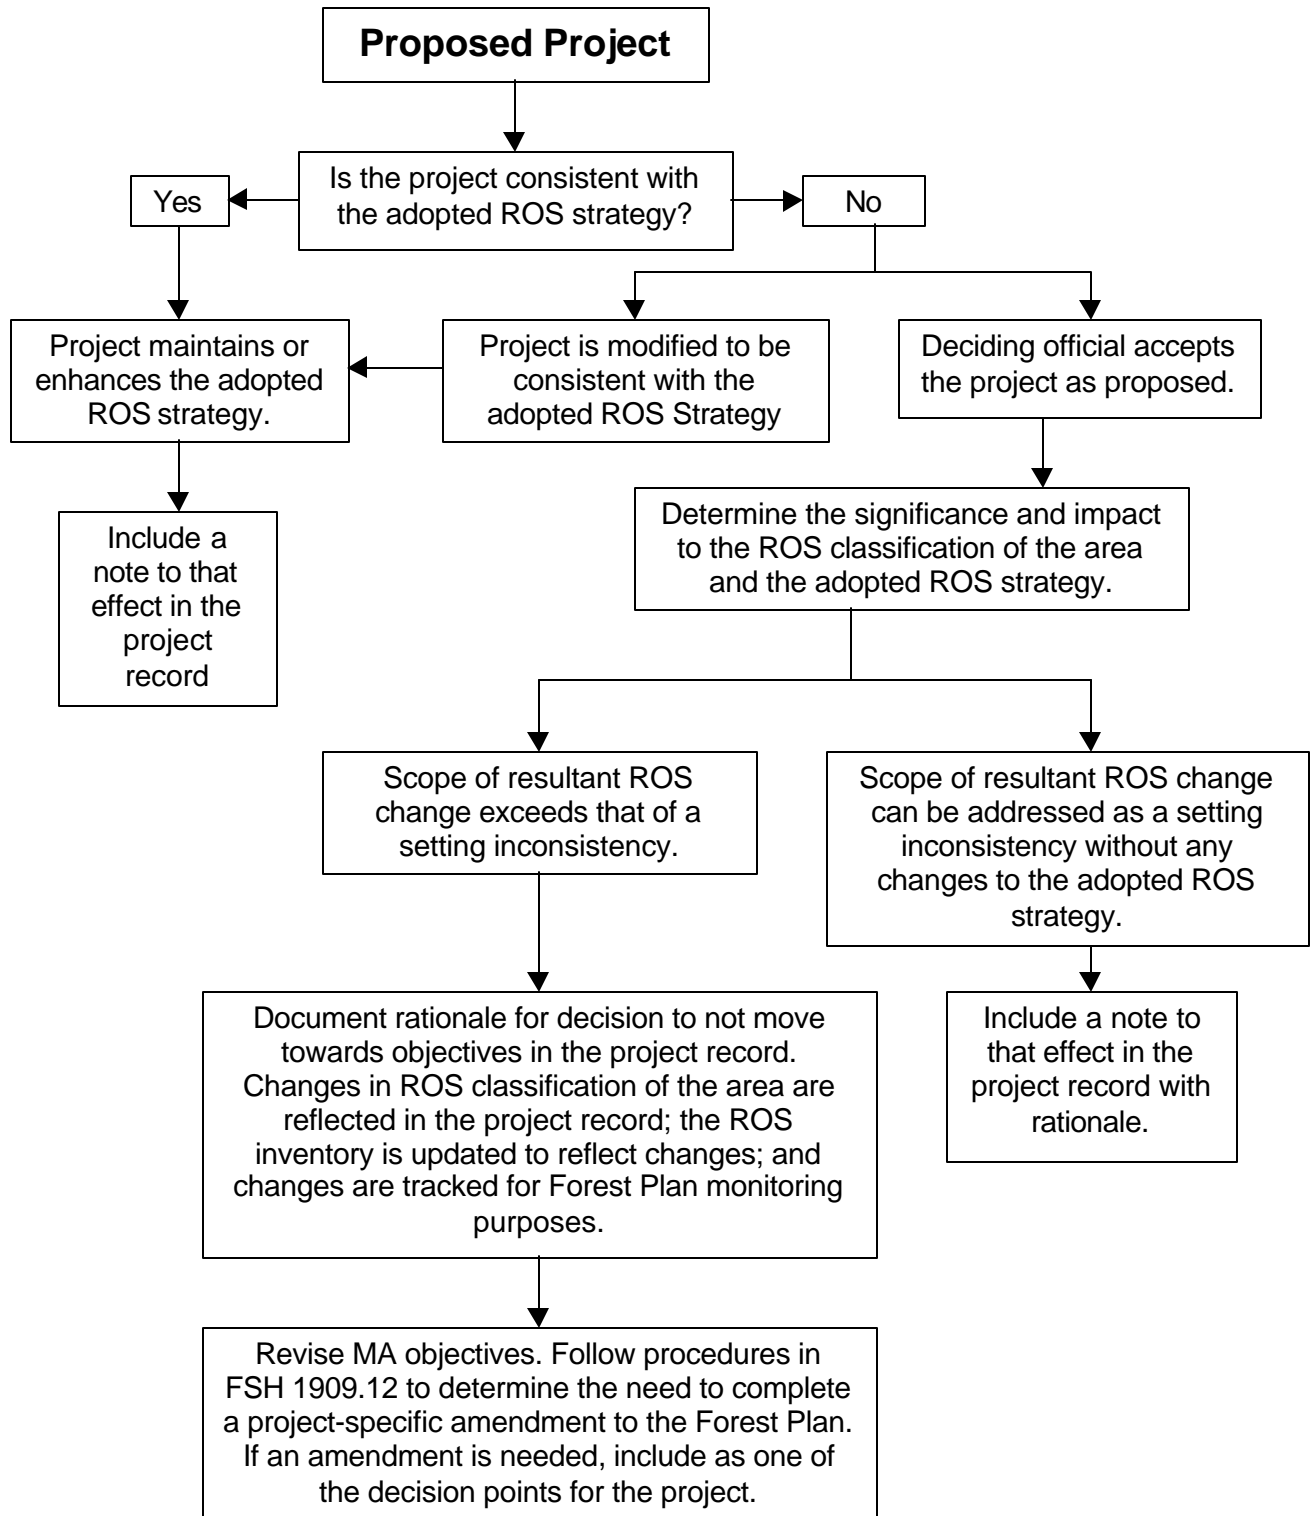 Proposed Project
Is the project consistent with
the adopted ROS strategy?
Yes
No
Project maintains or
enhances the adopted
ROS strategy.
Project is modified to be
consistent with the
adopted ROS Strategy
Deciding official accepts
the project as proposed.
Include a
note to that
effect in the
project
record
Determine the significance and impact
to the ROS classification of the area
and the adopted ROS strategy.
Scope of resultant ROS
change exceeds that of a
setting inconsistency.
Scope of resultant ROS change
can be addressed as a setting
inconsistency without any
changes to the adopted ROS
strategy.
Document rationale for decision to not move
towards objectives in the project record.
Changes in ROS classification of the area are
reflected in the project record; the ROS
inventory is updated to reflect changes; and
changes are tracked for Forest Plan monitoring
purposes.
Include a note to
that effect in the
project record with
rationale.
Revise MA objectives. Follow procedures in
FSH 1909.12 to determine the need to complete
a project-specific amendment to the Forest Plan.
If an amendment is needed, include as one of
the decision points for the project.